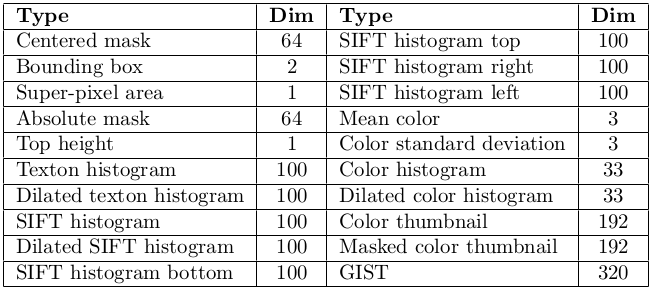 Type Dim Type Dim
Centered mask 64 SIFT histogram top 100
Bounding box 2 SIFT histogram right 100
Super-pixel area 1 SIFT histogram left 100
Absolute mask 64 Mean color 3
Top height 1 Color standard deviation 3
Texton histogram 100 Color histogram 33
Dilated texton histogram 100 Dilated color histogram 33
SIFT histogram 100 Color thumbnail 192
Dilated SIFT histogram 100 Masked color thumbnail 192
SIFT histogram bottom 100 GIST 320